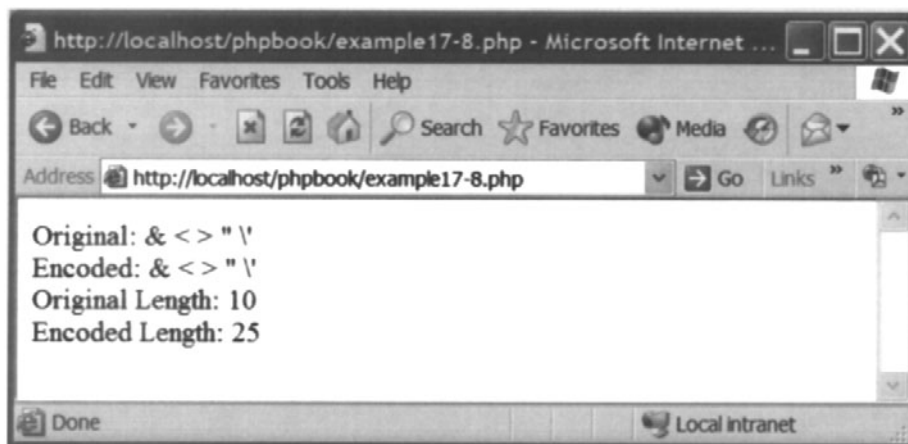 http://localhost/phpbook/example17-8.php - Microsoft Internet ...
File Edit View Favorites Tools Help
Back Search Favorites Media »
Address http://localhost/phpbook/example17-8.php Go Links »
Original: & < > " \'
Encoded: & < > " \'
Original Length: 10
Encoded Length: 25
Done Local intranet